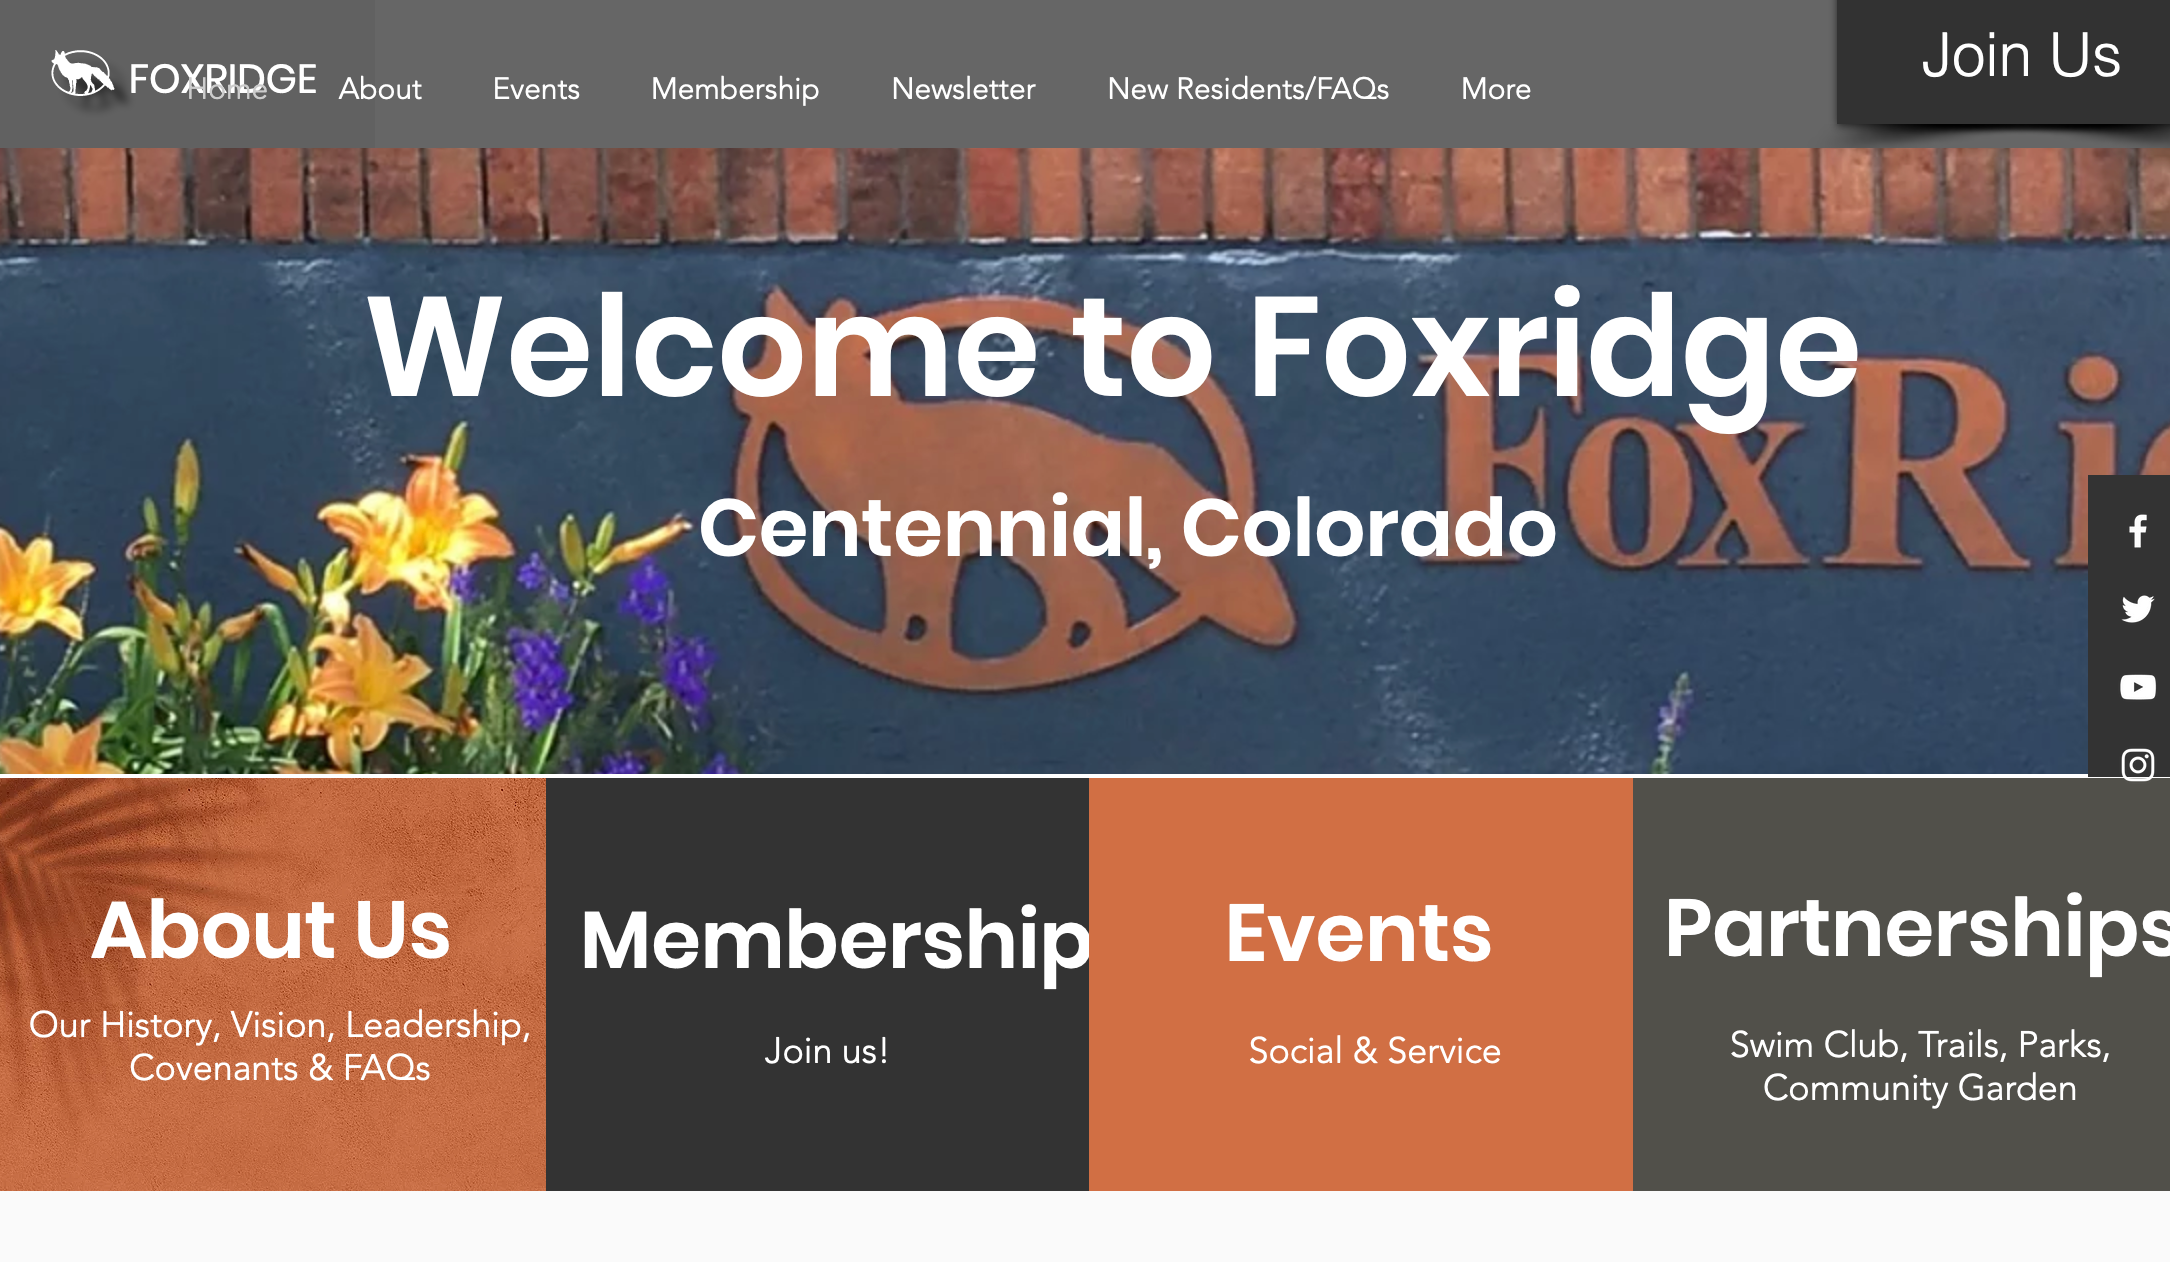 FOXRIDGE
Home
About
Events
Membership
Newsletter
New Residents/FAQs
More
Join Us
Welcome to Foxridge
FoxRi
Centennial, Colorado
About Us
Our History, Vision, Leadership,
Covenants & FAQs
Membership
Join us!
Events
Social & Service
Partnerships
Swim Club, Trails, Parks,
Community Garden